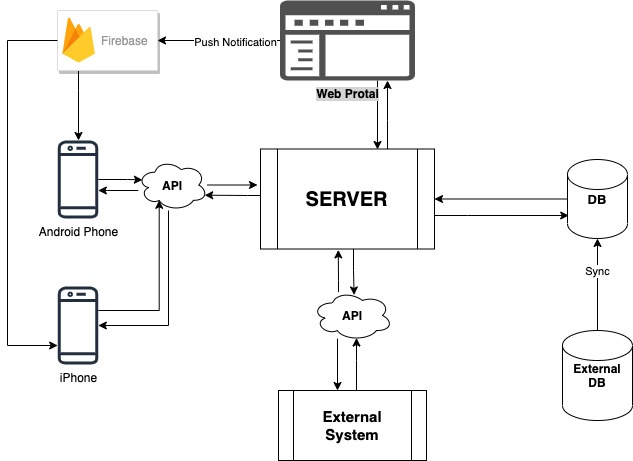 Firebase
Push Notification
Web Protal
API
SERVER
DB
Android Phone
Sync
API
iPhone
External
DB
External
System